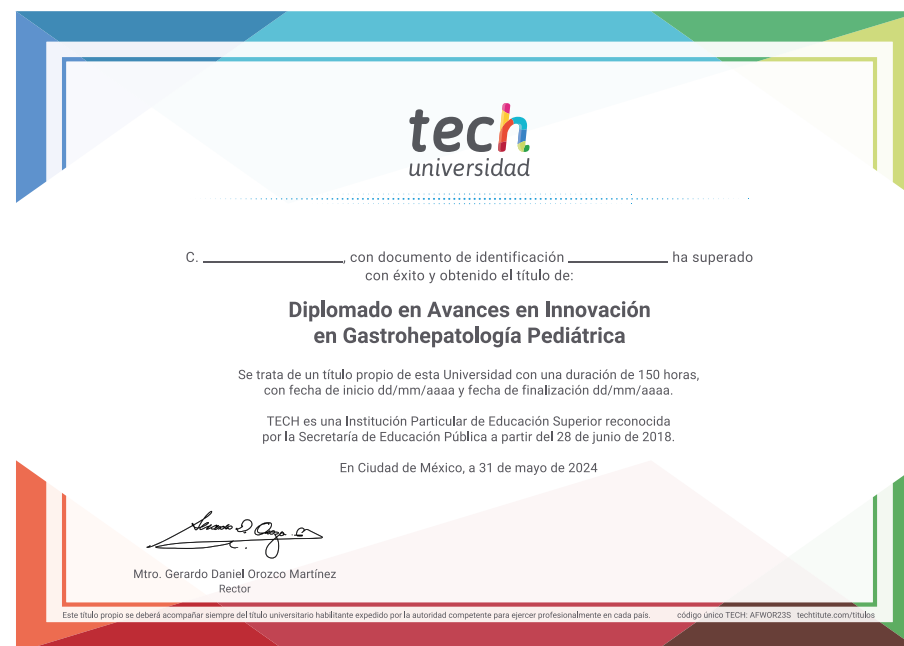 tech
universidad
C. ____________, con documento de identificación ____________ ha superado
con éxito y obtenido el título de:
Diplomado en Avances en Innovación
en Gastrohepatología Pediátrica
Se trata de un título propio de esta Universidad con una duración de 150 horas,
con fecha de inicio dd/mm/aaaa y fecha de finalización dd/mm/aaaa.
TECH es una Institución Particular de Educación Superior reconocida
por la Secretaría de Educación Pública a partir del 28 de junio de 2018.
En Ciudad de México, a 31 de mayo de 2024
Mtro. Gerardo Daniel Orozco Martínez
Rector
Este título propio se deberá acompañar siempre del título universitario habilitante expedido por la autoridad competente para ejercer profesionalmente en cada país. código único TECH: AFWOR23S techtitute.com/titulos